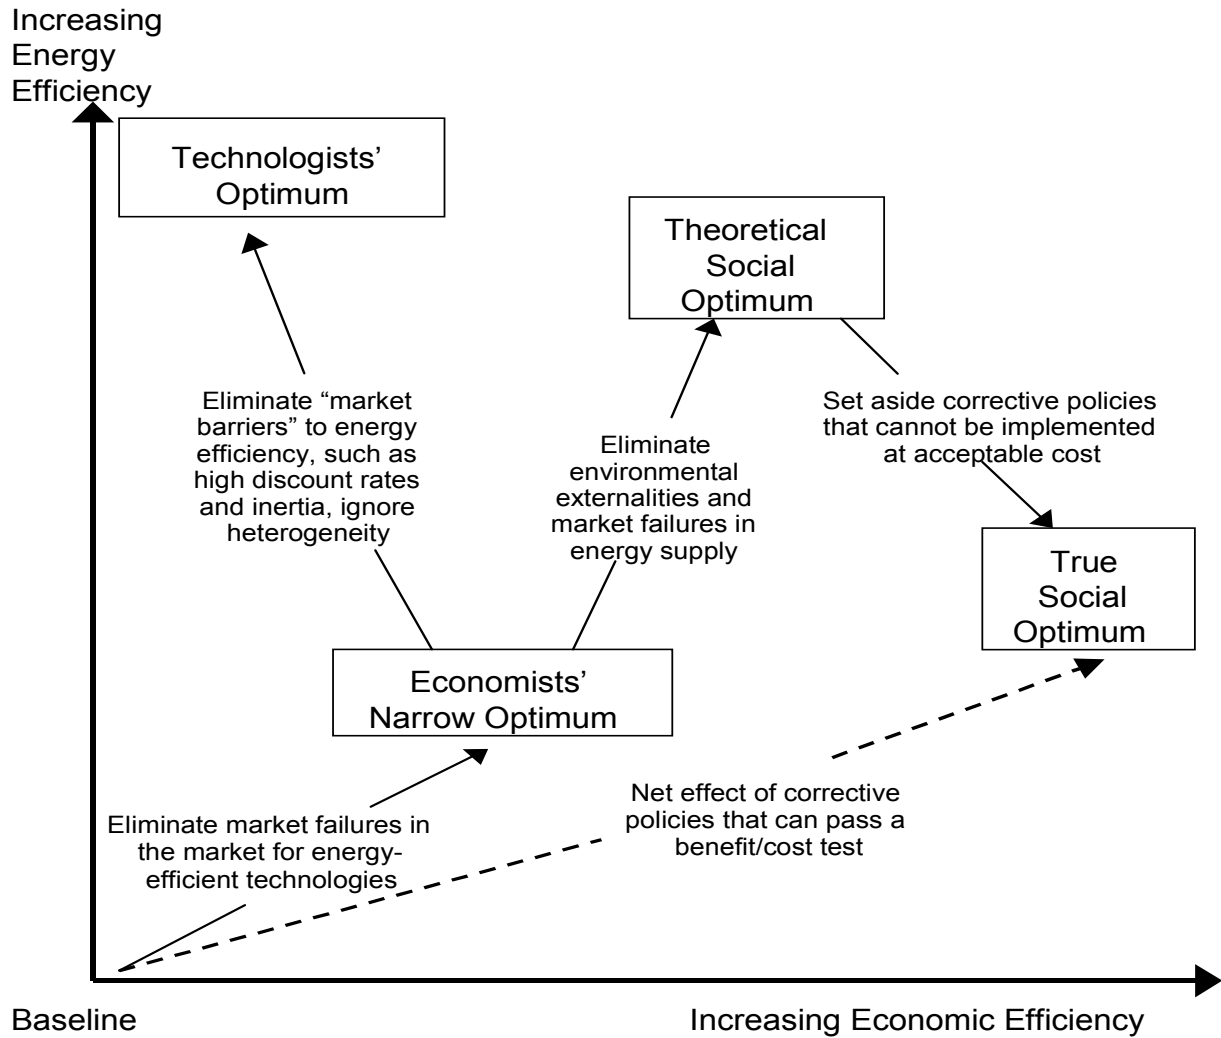 Increasing
Energy
Efficiency
Technologists’
Optimum
Theoretical
Social
Optimum
Eliminate “market
barriers” to energy
efficiency, such as
high discount rates
and inertia, ignore
heterogeneity
Eliminate
environmental
externalities and
market failures in
energy supply
Set aside corrective policies
that cannot be implemented
at acceptable cost
True
Social
Optimum
Economists’
Narrow Optimum
Net effect of corrective
policies that can pass a
benefit/cost test
Eliminate market failures in
the market for energy-
efficient technologies
Baseline
Increasing Economic Efficiency